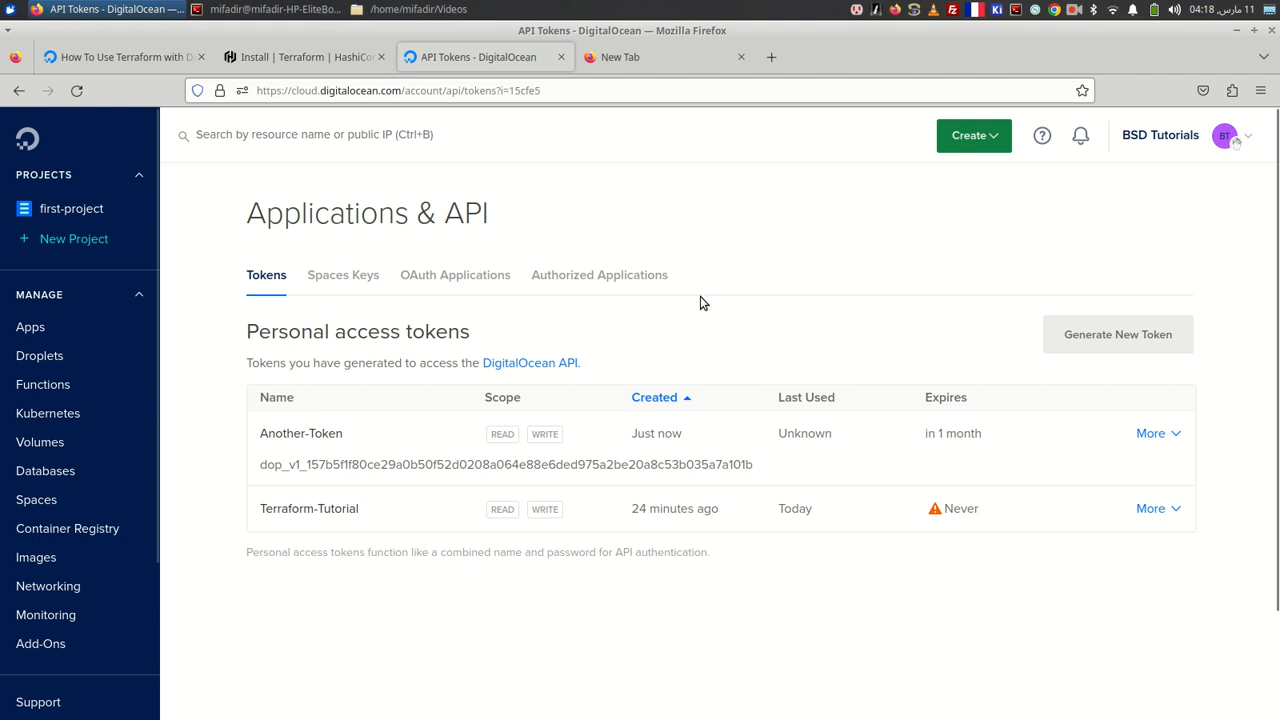 API Tokens - DigitalOcean — Mozilla Firefox
API Tokens - DigitalOcean — ...
mifadir@mifadir-HP-EliteBo...
/home/mifadir/Videos
Ki
04:18 ,11 مارس
How To Use Terraform with D
Install | Terraform | HashiCo
API Tokens - DigitalOcean
New Tab
https://cloud.digitalocean.com/account/api/tokens?i=15cfe5
Search by resource name or public IP (Ctrl+B)
Create
BSD Tutorials
BT
PROJECTS
first-project
New Project
MANAGE
Apps
Droplets
Functions
Kubernetes
Volumes
Databases
Spaces
Container Registry
Images
Networking
Monitoring
Add-Ons
Support
Applications & API
Tokens
Spaces Keys
OAuth Applications
Authorized Applications
Personal access tokens
Generate New Token
Tokens you have generated to access the DigitalOcean API.
Name Scope Created Last Used Expires
Another-Token READ WRITE Just now Unknown in 1 month More
dop_v1_157b5f1f80ce29a0b50f52d0208a064e88e6ded975a2be20a8c53b035a7a101b
Terraform-Tutorial READ WRITE 24 minutes ago Today Never More
Personal access tokens function like a combined name and password for API authentication.